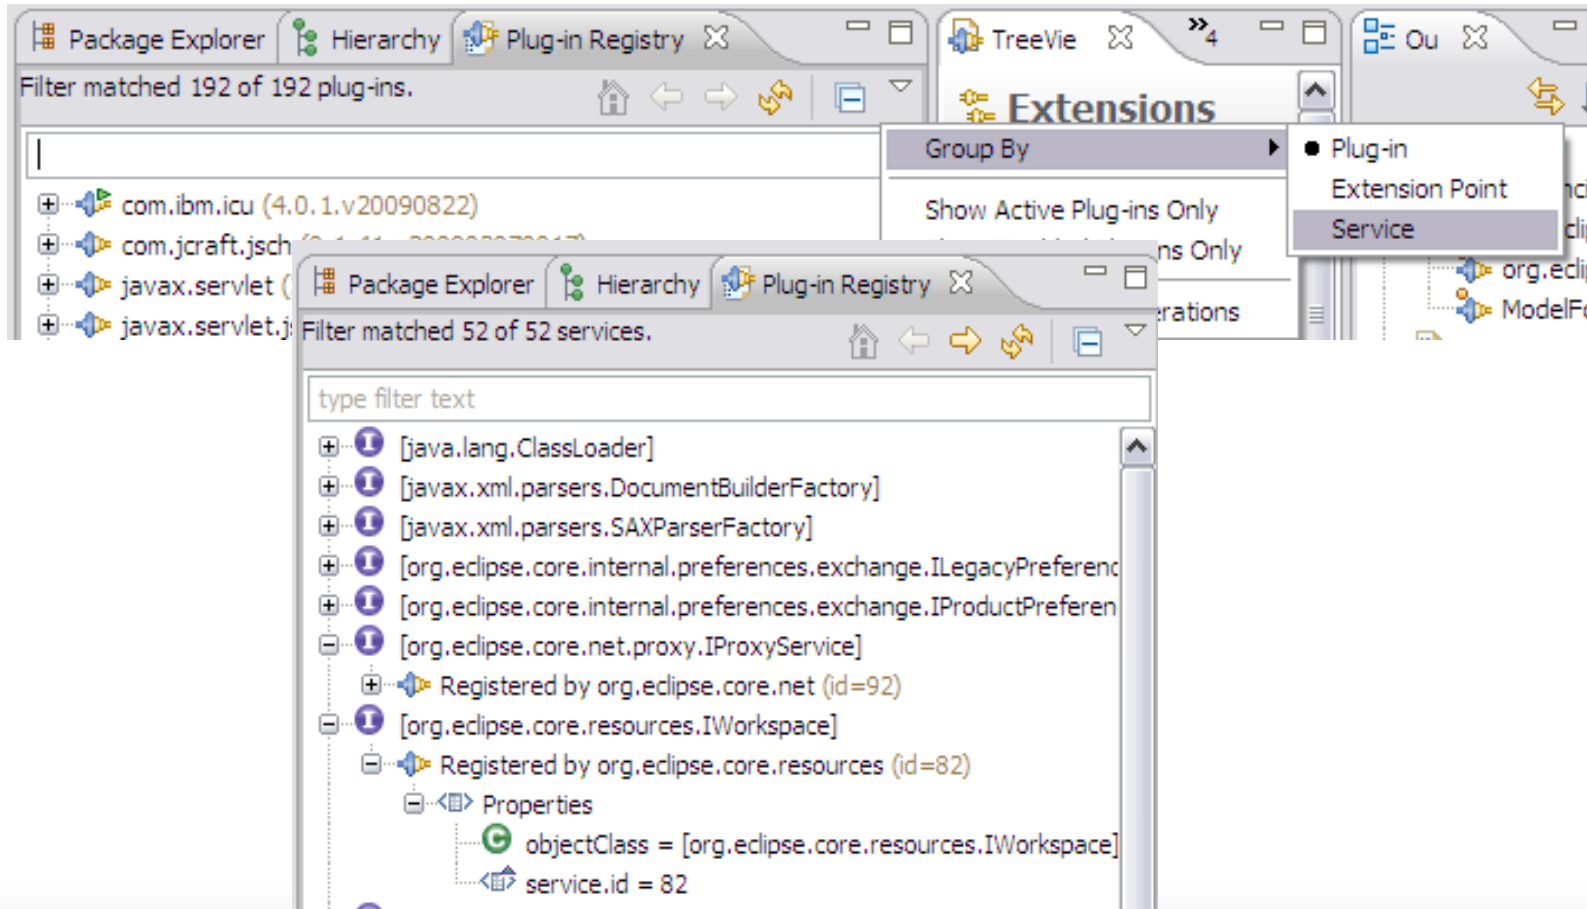 Package Explorer Hierarchy Plug-in Registry
TreeVie
4
Ou
Filter matched 192 of 192 plug-ins.
Extensions
Group By
Plug-in
Extension Point
Service
Show Active Plug-ins Only
ns Only
com.ibm.icu (4.0.1.v20090822)
com.jcraft.jsch
javax.servlet (
javax.servlet.j
org.eclip
ModelFo
Package Explorer Hierarchy Plug-in Registry
Filter matched 52 of 52 services.
type filter text
[java.lang.ClassLoader]
[javax.xml.parsers.DocumentBuilderFactory]
[javax.xml.parsers.SAXParserFactory]
[org.eclipse.core.internal.preferences.exchange.ILegacyPreferenc
[org.eclipse.core.internal.preferences.exchange.IProductPreferen
[org.eclipse.core.net.proxy.IProxyService]
Registered by org.eclipse.core.net (id=92)
[org.eclipse.core.resources.IWorkspace]
Registered by org.eclipse.core.resources (id=82)
Properties
objectClass = [org.eclipse.core.resources.IWorkspace]
service.id = 82